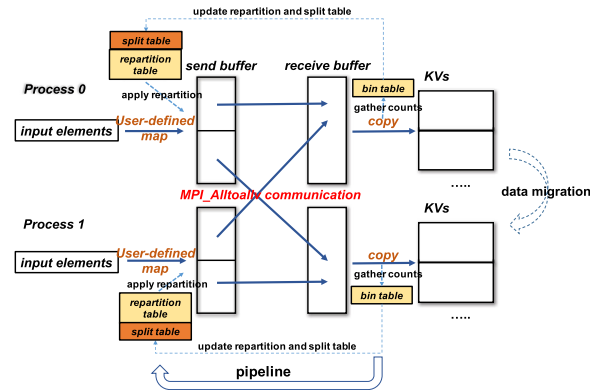 update repartition and split table
split table
repartition
table
send buffer
receive buffer
KVs
Process 0
bin table
apply repartition
gather counts
input elements
User-defined
map
copy
.....
MPI_Alltoallv communication
data migration
Process 1
KVs
User-defined
map
copy
input elements
apply repartition
gather counts
repartition
table
bin table
split table
.....
update repartition and split table
pipeline